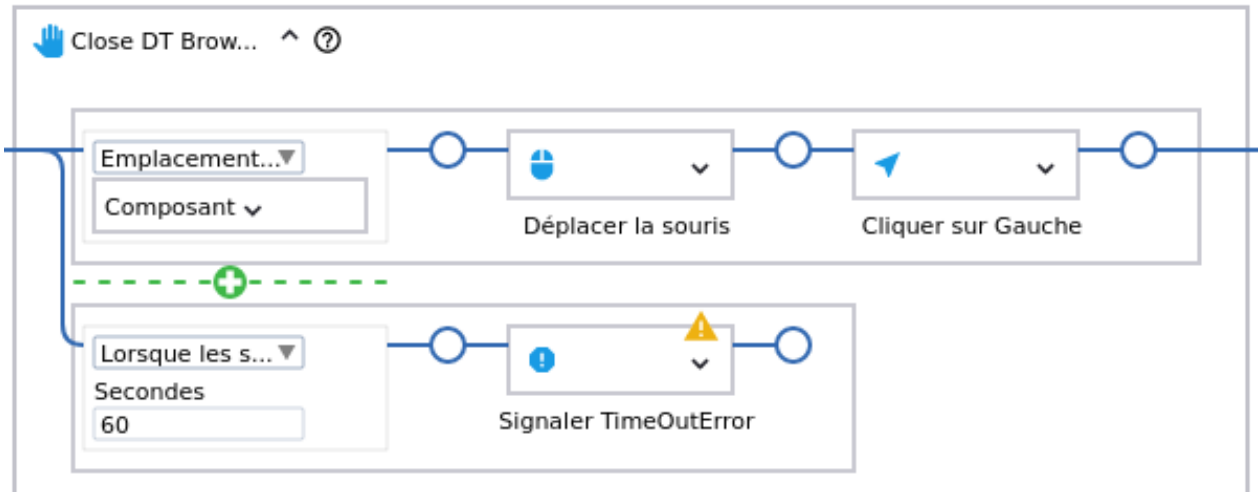 Close DT Brow...
Emplacement...
Composant
Déplacer la souris
Cliquer sur Gauche
Lorsque les s...
Secondes
60
Signaler TimeOutError